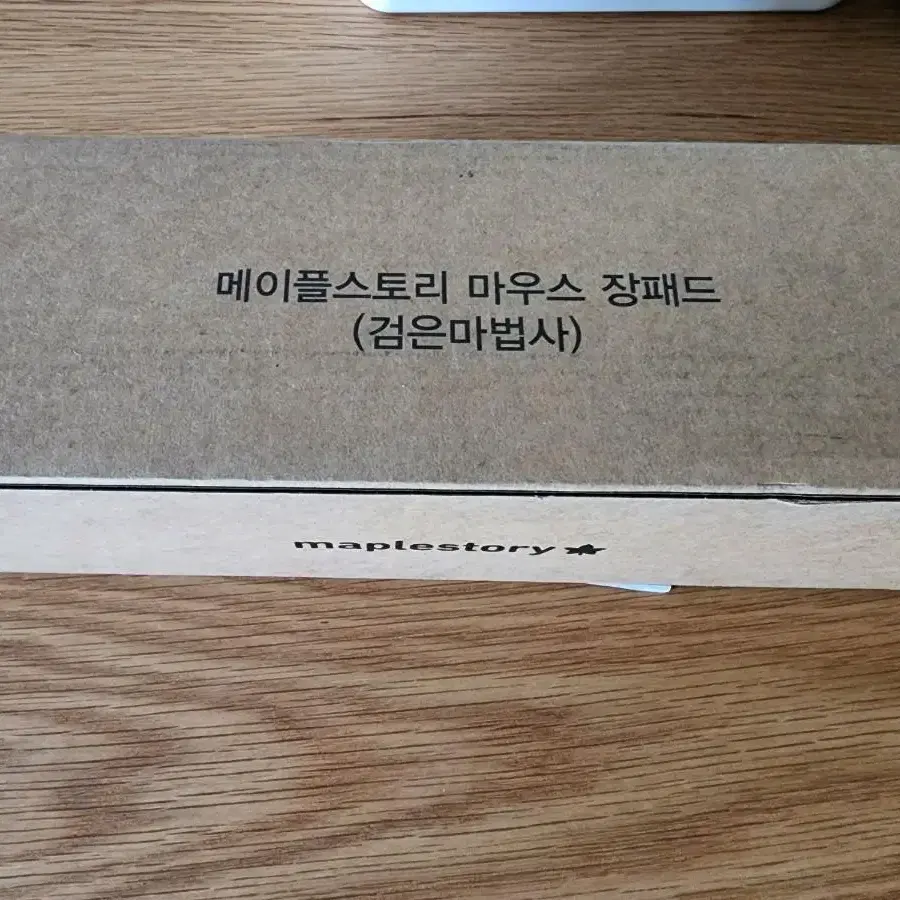 메이플스토리 마우스 장패드
(검은마법사)
maplestory